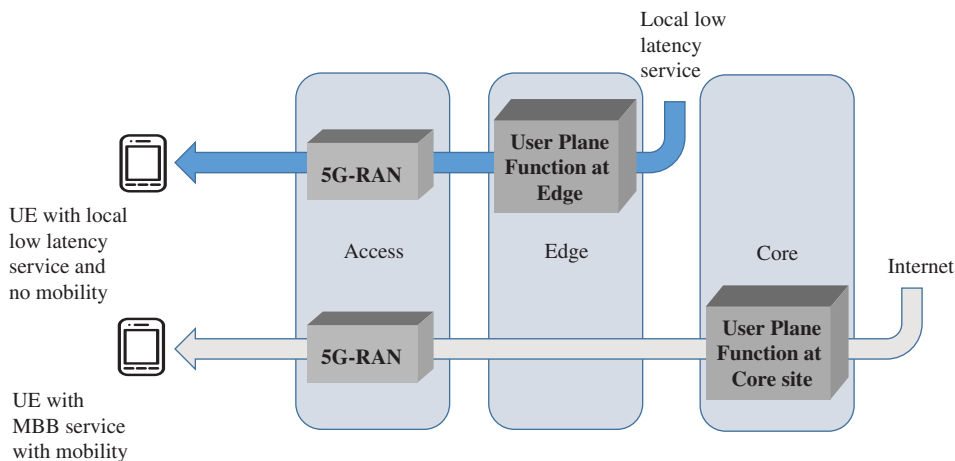 Local low
latency
service
User Plane
Function at
Edge
5G-RAN
UE with local
low latency
service and
no mobility
Access
Edge
Core
Internet
5G-RAN
User Plane
Function at
Core site
UE with
MBB service
with mobility